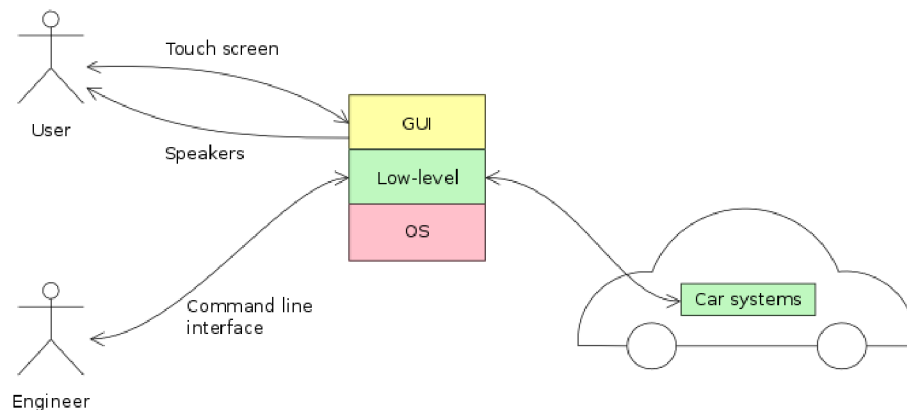 Touch screen
User
Speakers
GUI
Low-level
OS
Command line
interface
Car systems
Engineer